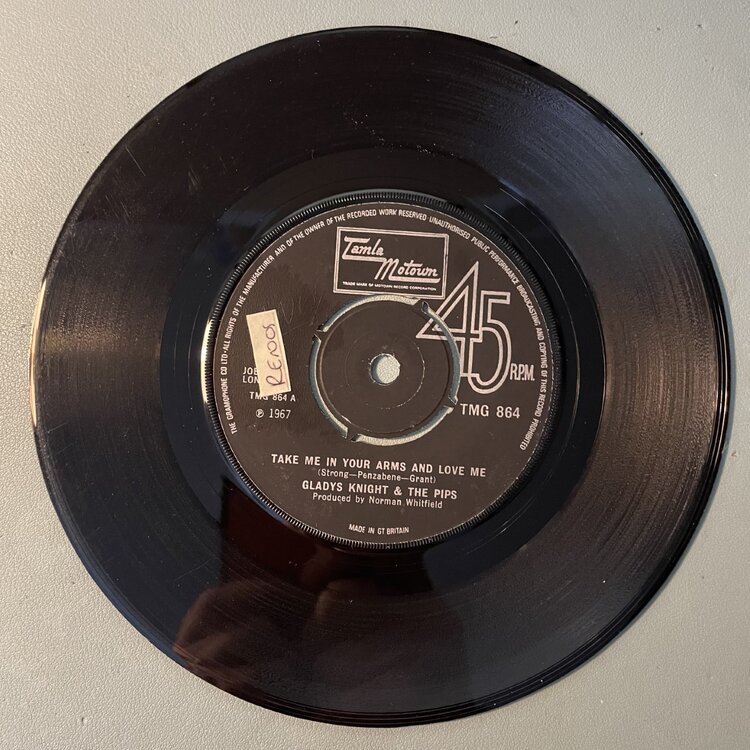 THE GRAMOPHONE CO LTD·ALL RIGHTS OF THE MANUFACTURER AND OF THE OWNER OF THE RECORDED WORK RESERVED UNAUTHORISED PUBLIC PERFORMANCE BROADCASTING AND COPYING OF THIS RECORD PROHIBITED
Tamla
Motown
TRADE MARK OF MOTOWN RECORD CORPORATION
45
R.P.M.
JOB
LON
TMG 864 A
℗ 1967
TMG 864
TAKE ME IN YOUR ARMS AND LOVE ME
(Strong—Penzabene—Grant)
GLADYS KNIGHT & THE PIPS
Produced by Norman Whitfield
MADE IN GT BRITAIN